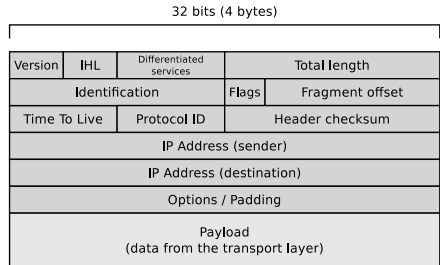 32 bits (4 bytes)
Version IHL Differentiated services Total length
Identification Flags Fragment offset
Time To Live Protocol ID Header checksum
IP Address (sender)
IP Address (destination)
Options / Padding
Payload
(data from the transport layer)